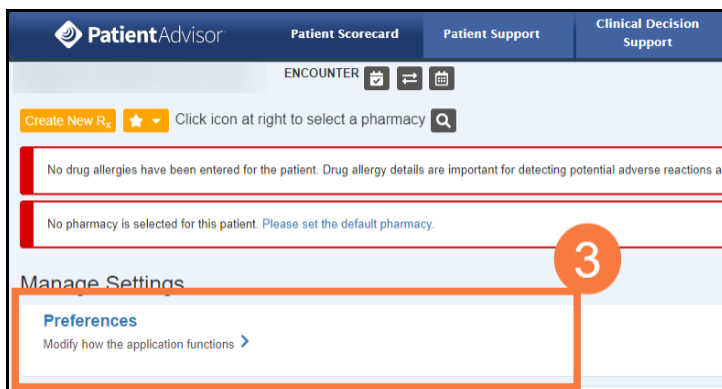 PatientAdvisor
Patient Scorecard
Patient Support
Clinical Decision
Support
ENCOUNTER
Create New Rx
Click icon at right to select a pharmacy
No drug allergies have been entered for the patient. Drug allergy details are important for detecting potential adverse reactions a
No pharmacy is selected for this patient. Please set the default pharmacy.
3
Manage Settings
Preferences
Modify how the application functions